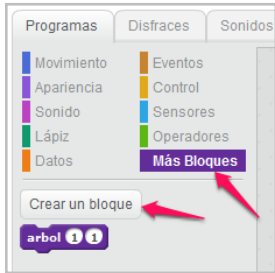 Programas Disfraces Sonidos
Movimiento Eventos
Apariencia Control
Sonido Sensores
Lápiz Operadores
Datos Más Bloques
Crear un bloque
arbol 1 1